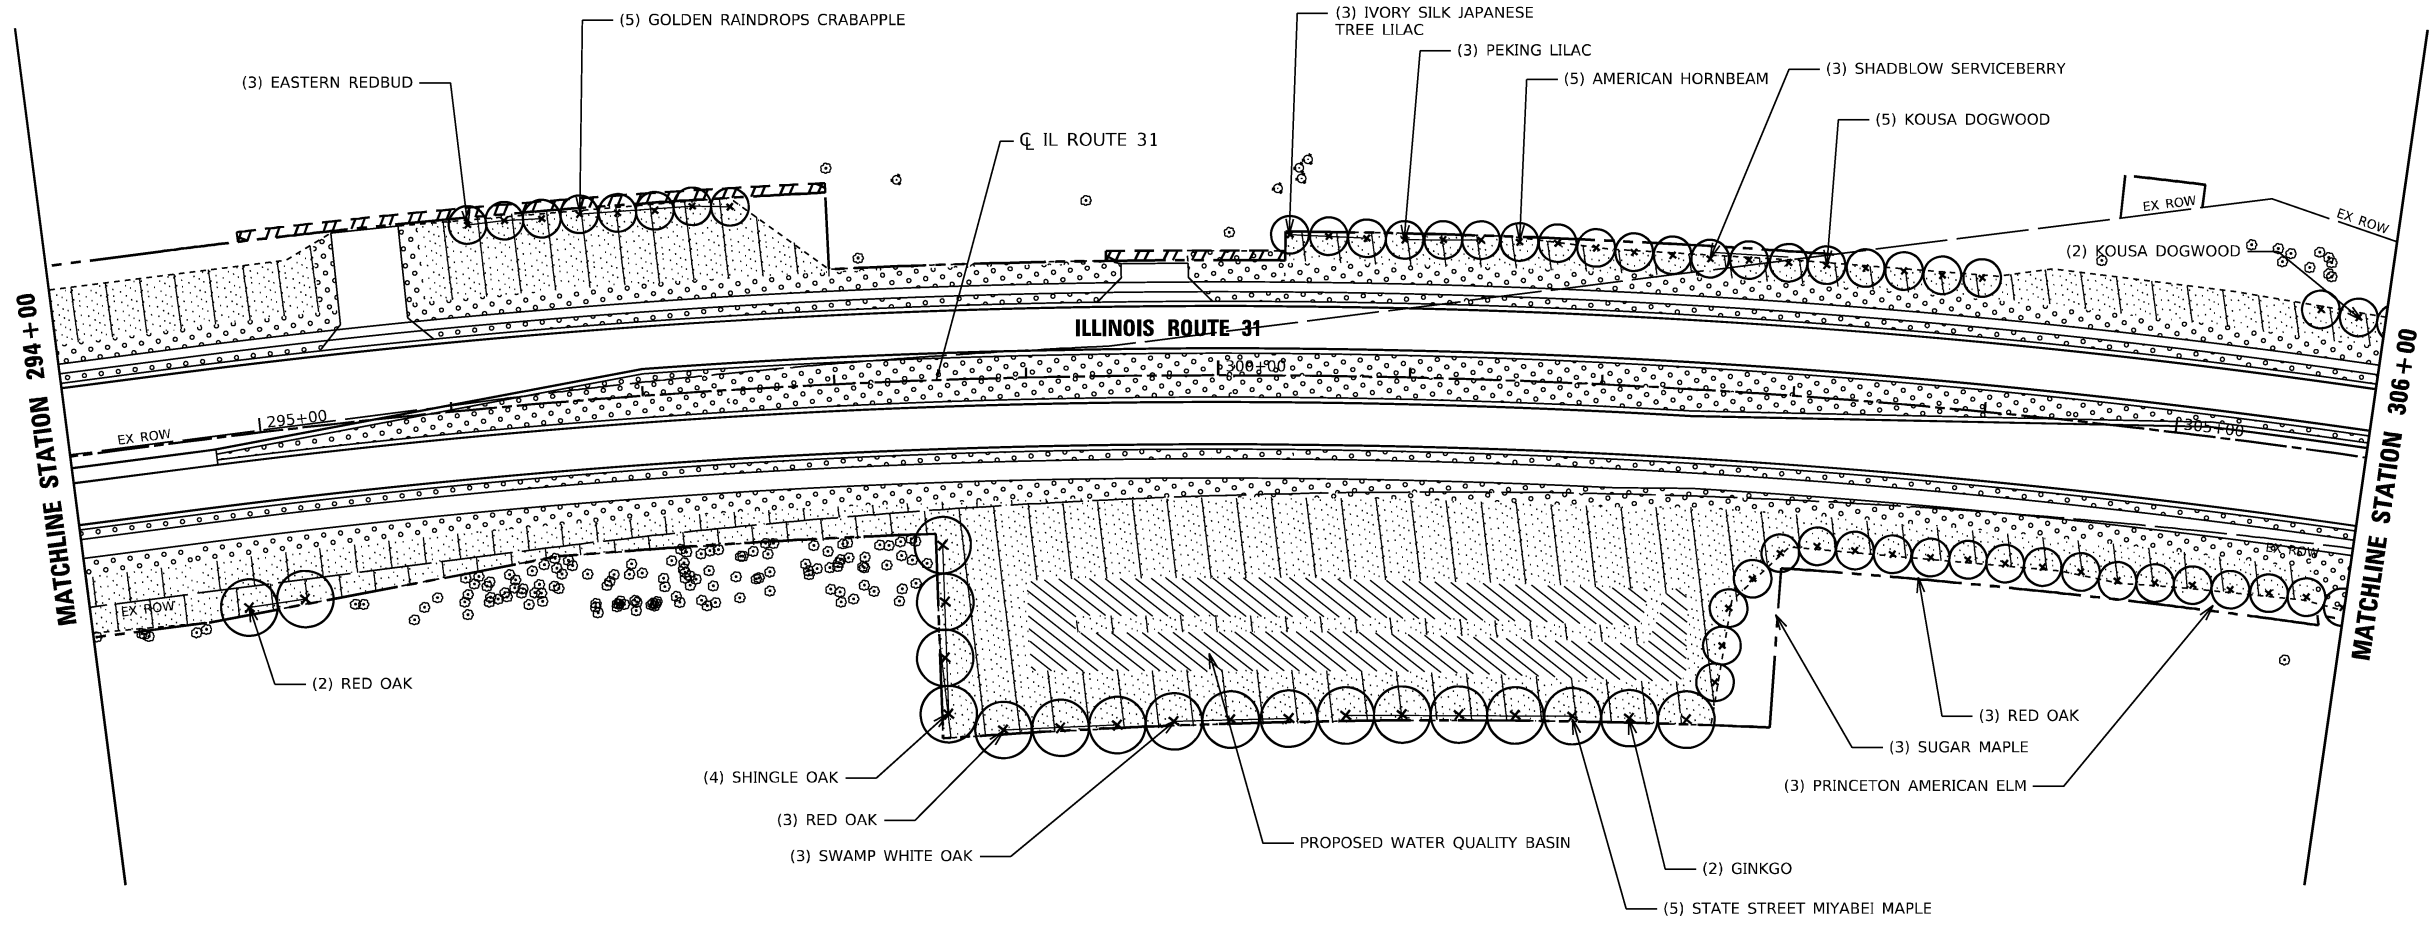 (5) GOLDEN RAINDROPS CRABAPPLE
(3) IVORY SILK JAPANESE
TREE LILAC
(3) PEKING LILAC
(3) SHADBLOW SERVICEBERRY
(5) AMERICAN HORNBEAM
(3) EASTERN REDBUD
(5) KOUSA DOGWOOD
℄ IL ROUTE 31
EX ROW
EX ROW
(2) KOUSA DOGWOOD
ILLINOIS ROUTE 31
MATCHLINE STATION 294+00
MATCHLINE STATION 306+00
300+00
295+00
305+00
EX ROW
EX ROW
EX ROW
(2) RED OAK
(3) RED OAK
(3) SUGAR MAPLE
(4) SHINGLE OAK
(3) PRINCETON AMERICAN ELM
(3) RED OAK
PROPOSED WATER QUALITY BASIN
(3) SWAMP WHITE OAK
(2) GINKGO
(5) STATE STREET MIYABEI MAPLE